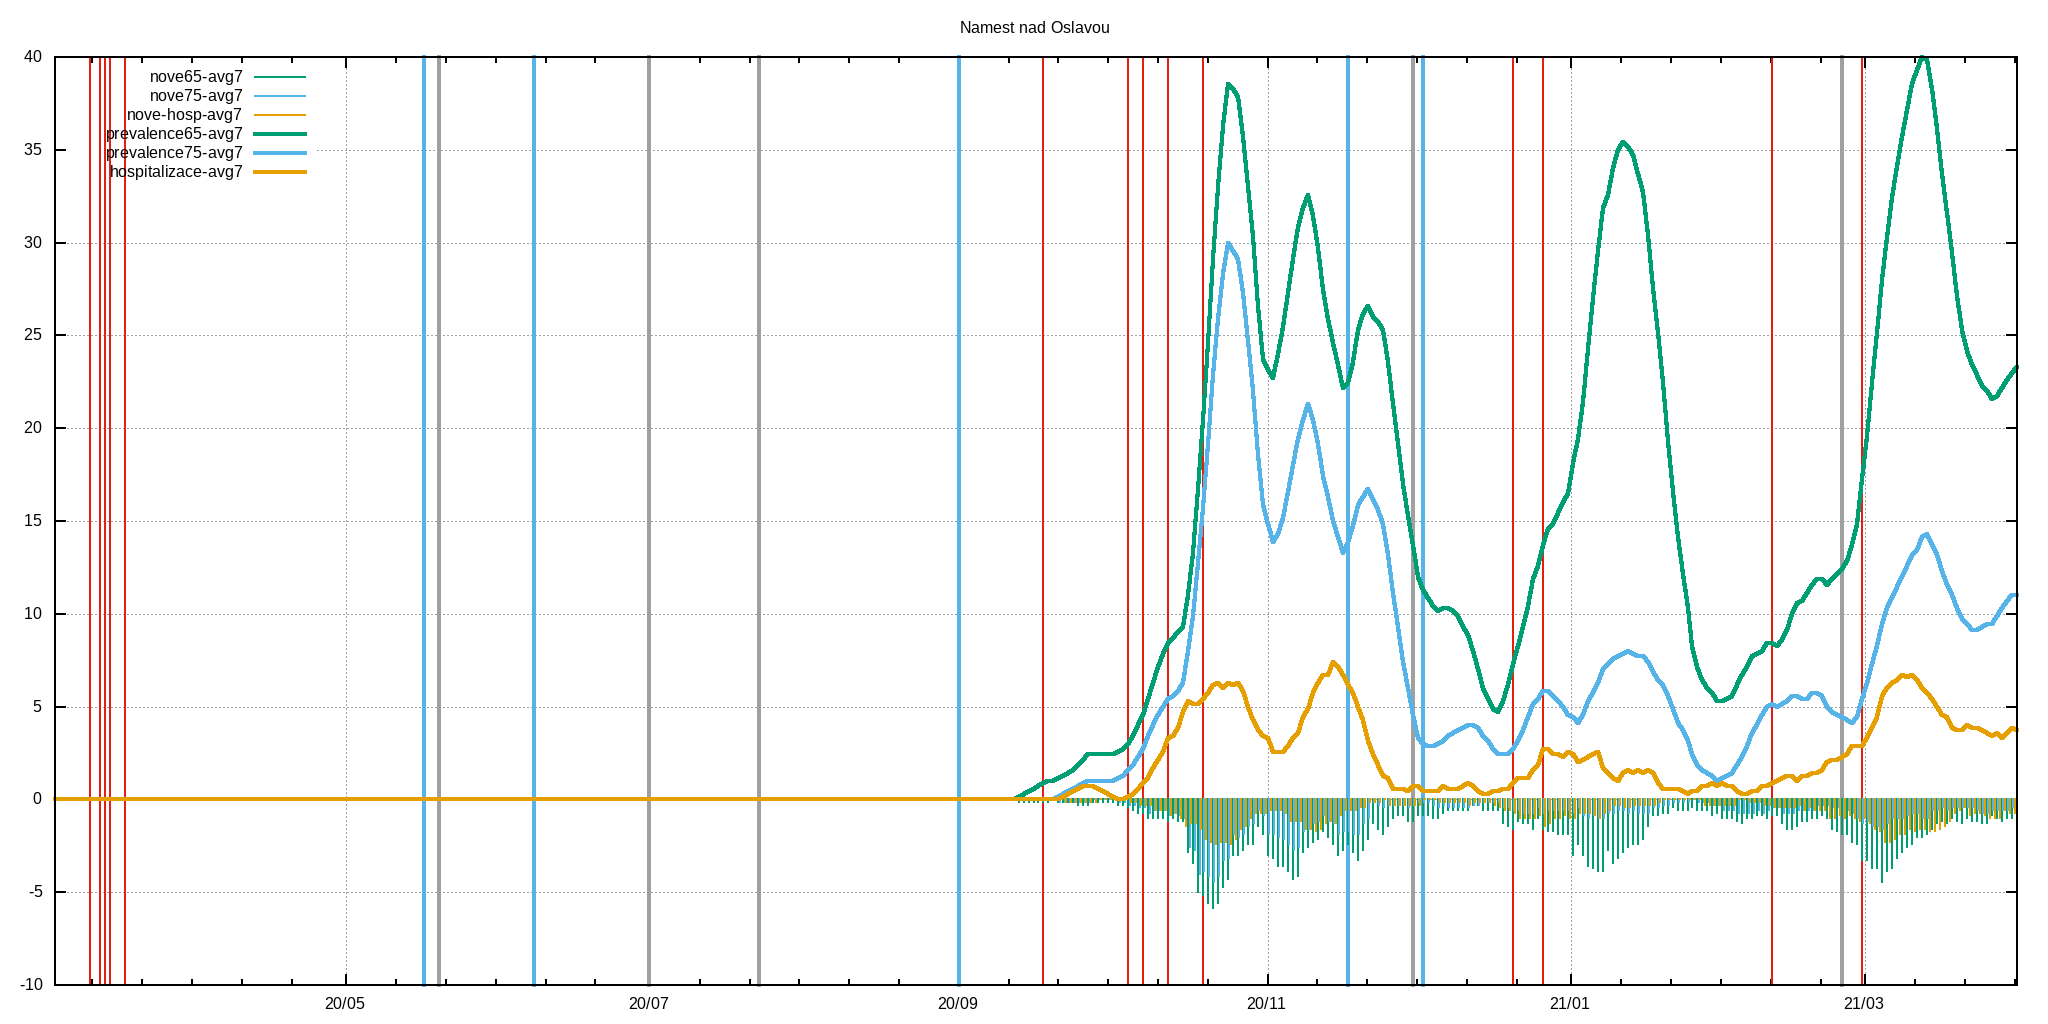 Namest nad Oslavou
40
35
30
25
20
15
10
5
0
-5
-10
nove65-avg7
nove75-avg7
nove-hosp-avg7
prevalence65-avg7
prevalence75-avg7
hospitalizace-avg7
20/05
20/07
20/09
20/11
21/01
21/03